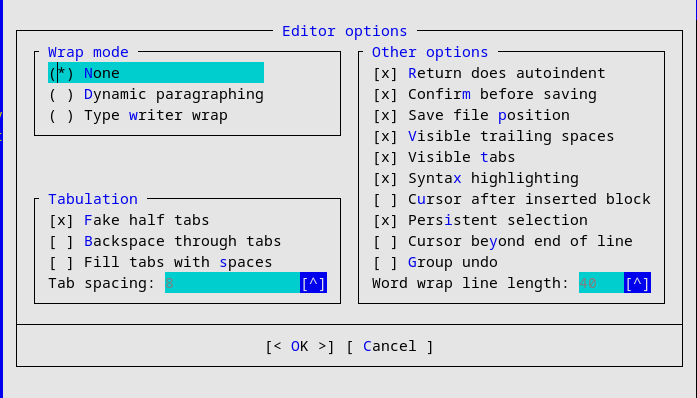 Editor options
Wrap mode
(*) None
( ) Dynamic paragraphing
( ) Type writer wrap
Tabulation
[x] Fake half tabs
[ ] Backspace through tabs
[ ] Fill tabs with spaces
Tab spacing: 8 [^]
Other options
[x] Return does autoindent
[x] Confirm before saving
[x] Save file position
[x] Visible trailing spaces
[x] Visible tabs
[x] Syntax highlighting
[ ] Cursor after inserted block
[x] Persistent selection
[ ] Cursor beyond end of line
[ ] Group undo
Word wrap line length: 40 [^]
[< OK >] [ Cancel ]